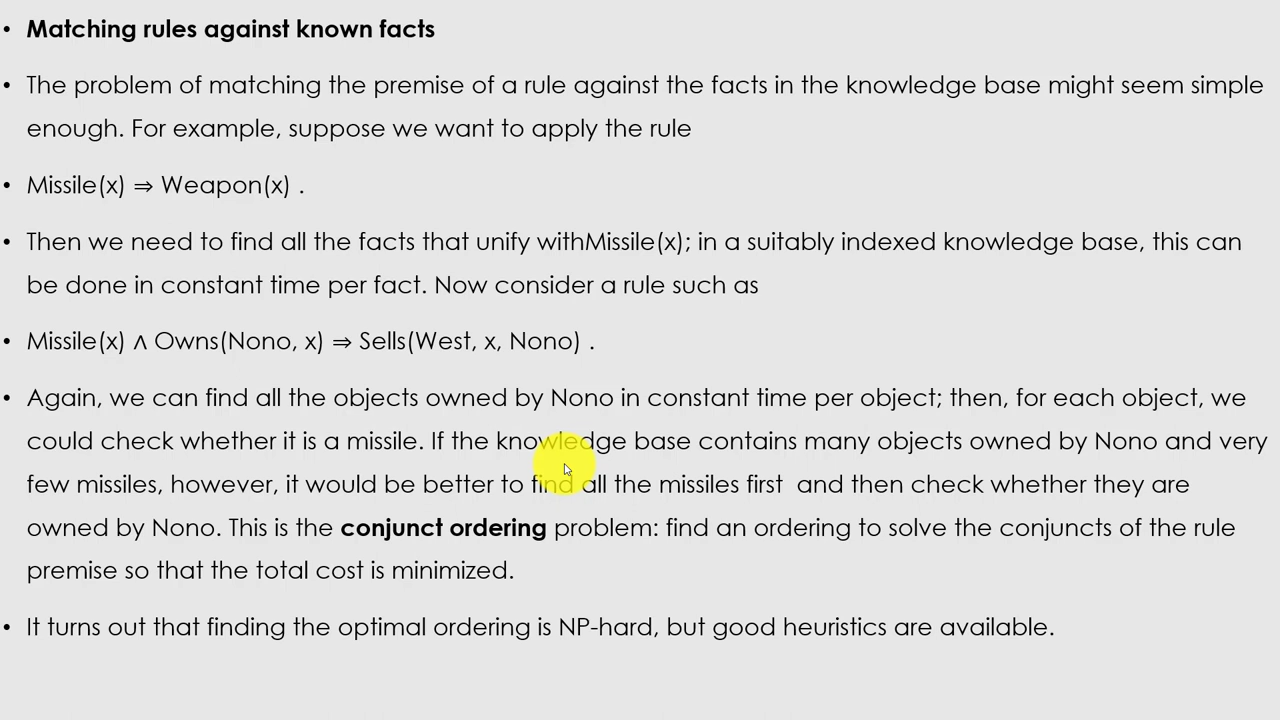 • Matching rules against known facts
• The problem of matching the premise of a rule against the facts in the knowledge base might seem simple
enough. For example, suppose we want to apply the rule
• Missile(x) ⇒ Weapon(x) .
• Then we need to find all the facts that unify withMissile(x); in a suitably indexed knowledge base, this can
be done in constant time per fact. Now consider a rule such as
• Missile(x) ∧ Owns(Nono, x) ⇒ Sells(West, x, Nono) .
• Again, we can find all the objects owned by Nono in constant time per object; then, for each object, we
could check whether it is a missile. If the knowledge base contains many objects owned by Nono and very
few missiles, however, it would be better to find all the missiles first  and then check whether they are
owned by Nono. This is the conjunct ordering problem: find an ordering to solve the conjuncts of the rule
premise so that the total cost is minimized.
• It turns out that finding the optimal ordering is NP-hard, but good heuristics are available.